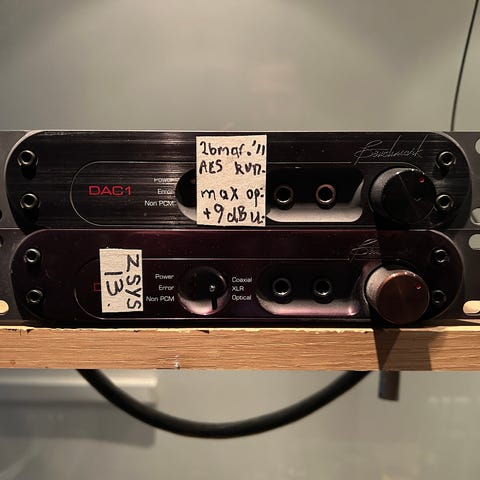 26 mar. '11
AES RUN.
max op:
+9 dBu.
Benchmark
DAC1
Power
Error
Non PCM
ZSYS
13.
Power
Error
Non PCM
Coaxial
XLR
Optical